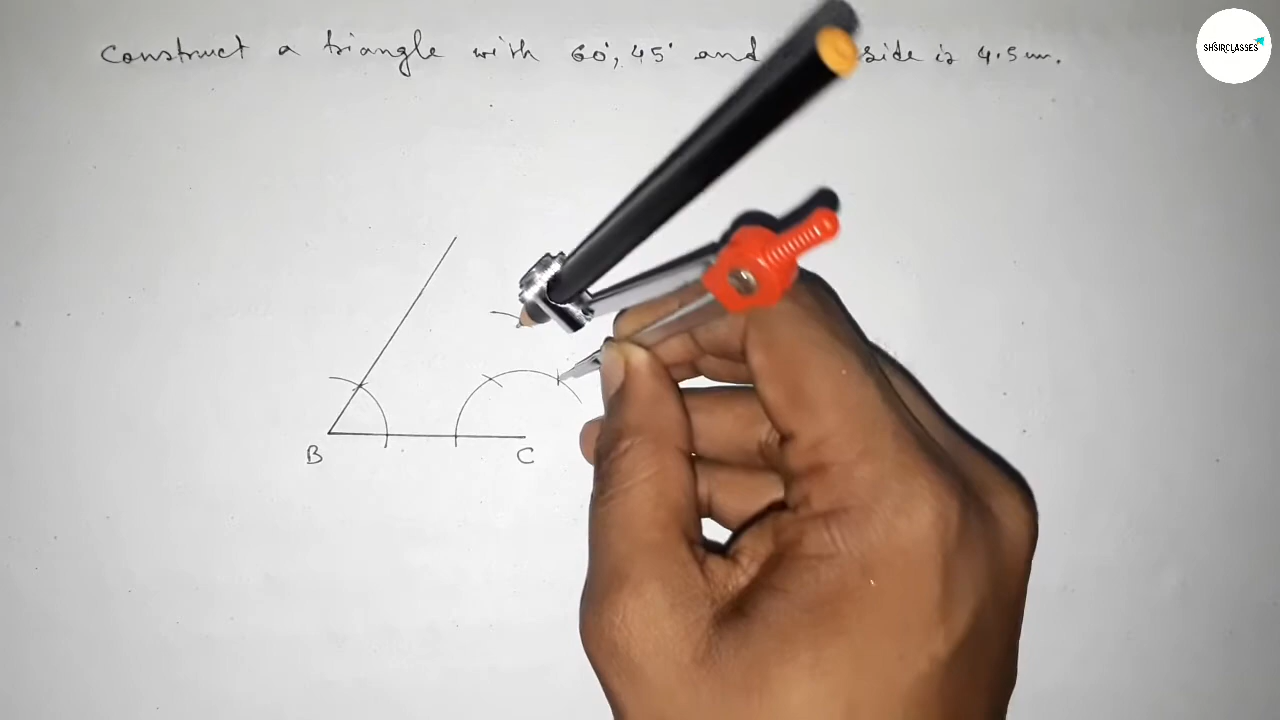 construct a triangle with 60°, 45° and side is 4.5 cm.
SHSIRCLASSES
B
C